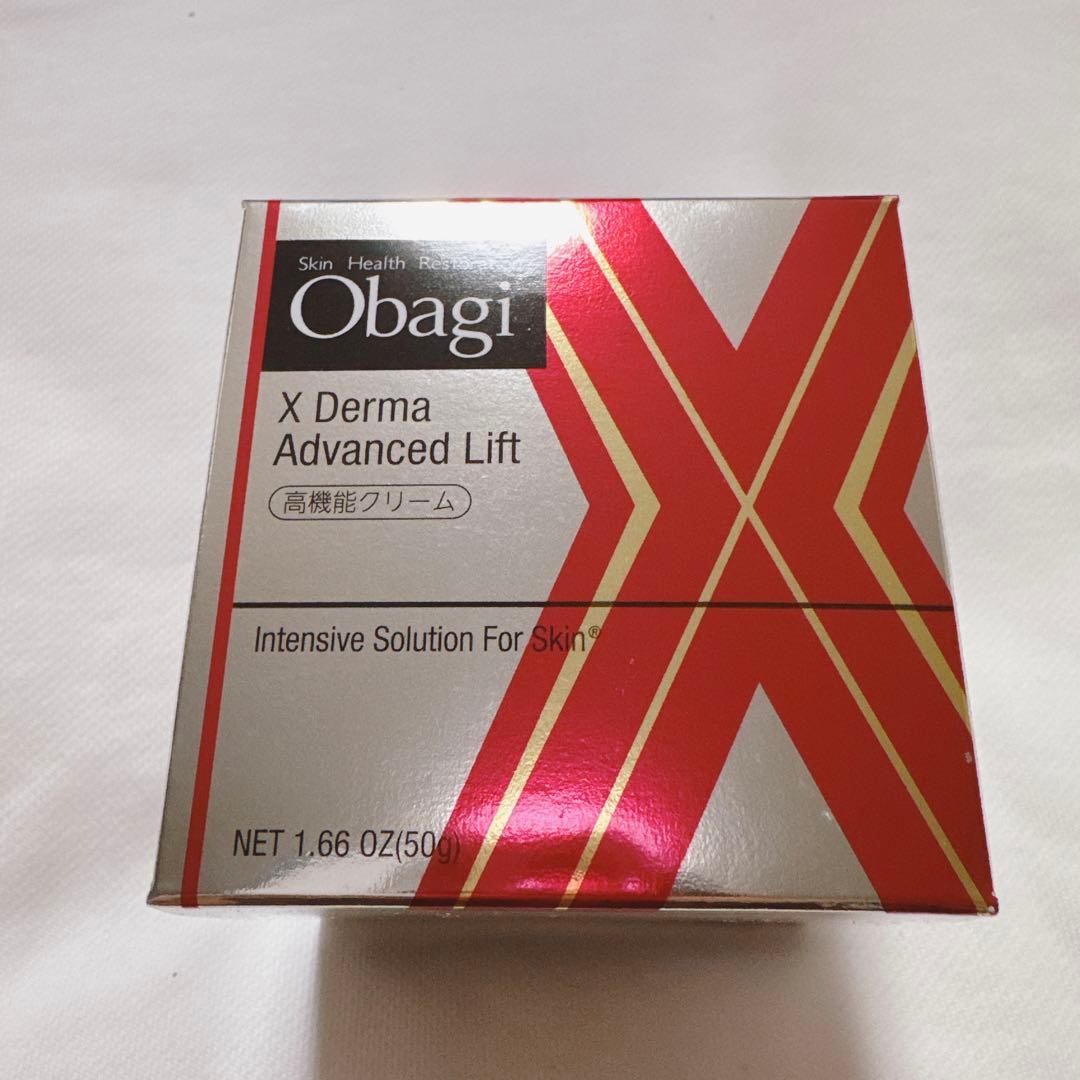 Skin Health Restoration
Obagi
X Derma
Advanced Lift
高機能クリーム
Intensive Solution For Skin®
NET 1.66 OZ(50g)